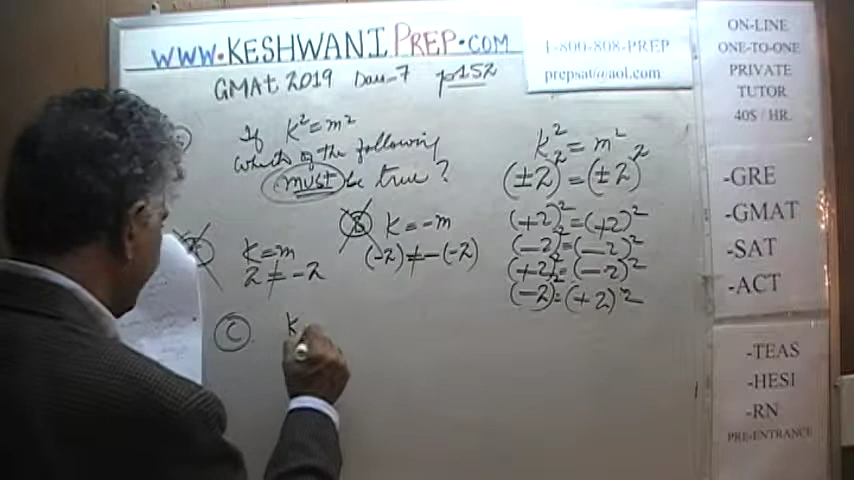 WWW.KESHWANIPREP.COM
1-800-808-PREP
prepsat@aol.com
GMAt 2019 Day-7 p152
If k² = m²
which of the following
must be true?
A k = m
2 ≠ -2
B k = -m
(-2) ≠ -(-2)
C k
k² = m²
(±2)² = (±2)²
(+2)² = (+2)²
(-2)² = (-2)²
(+2)² = (-2)²
(-2)² = (+2)²
ON-LINE
ONE-TO-ONE
PRIVATE
TUTOR
40$ / HR.
-GRE
-GMAT
-SAT
-ACT
-TEAS
-HESI
-RN
PRE-ENTRANCE